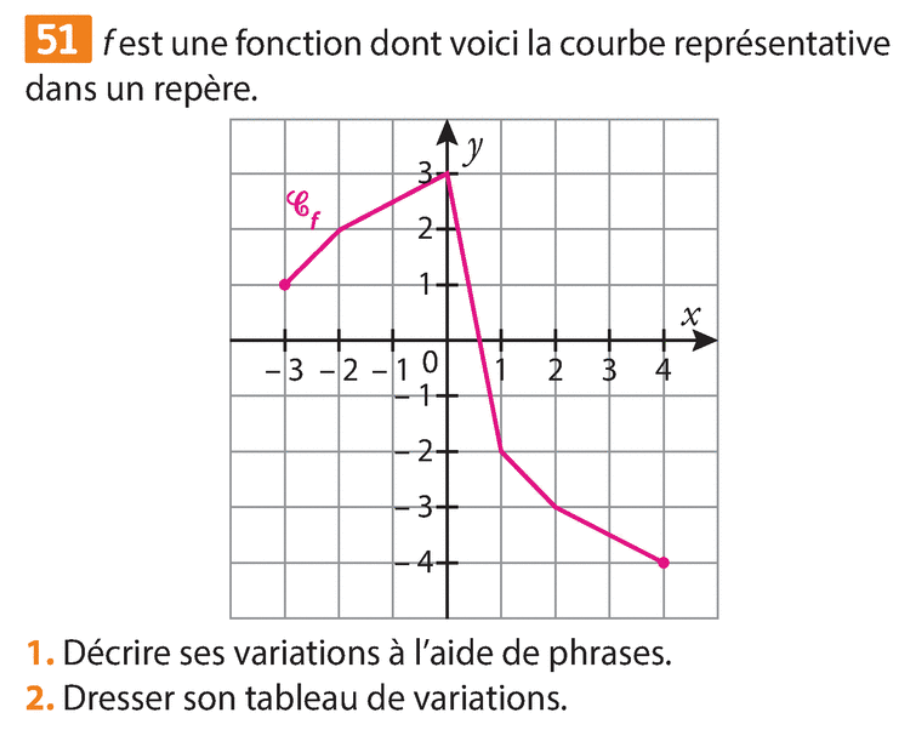 51 f est une fonction dont voici la courbe représentative
dans un repère.
y
3
𝒞f
2
1
x
−3 −2 −1 0 1 2 3 4
−1
−2
−3
−4
1. Décrire ses variations à l’aide de phrases.
2. Dresser son tableau de variations.